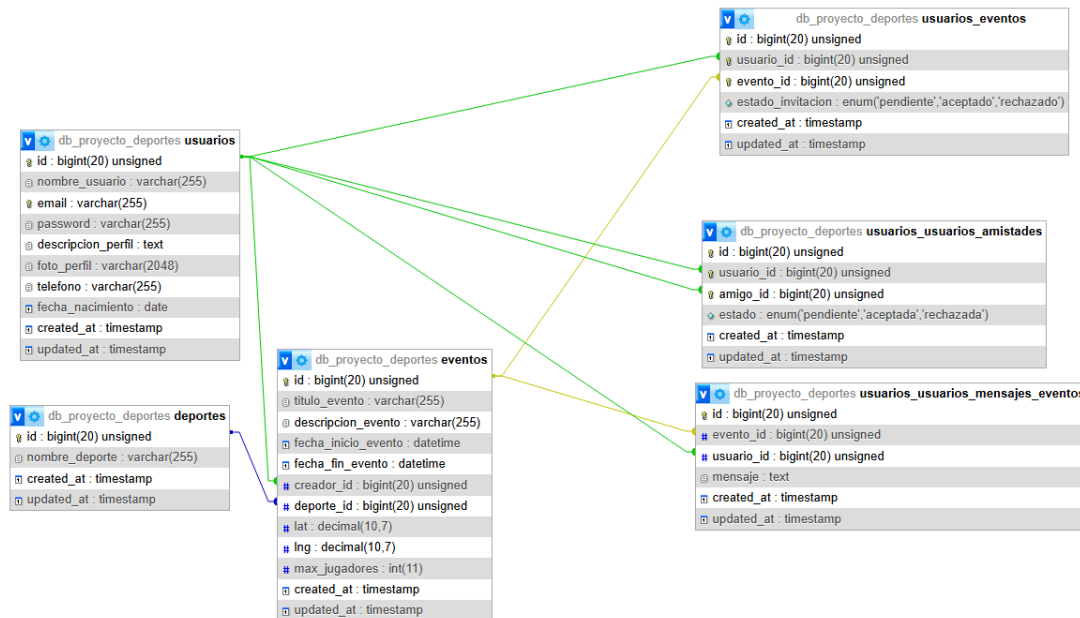 db_proyecto_deportes usuarios
id : bigint(20) unsigned
nombre_usuario : varchar(255)
email : varchar(255)
password : varchar(255)
descripcion_perfil : text
foto_perfil : varchar(2048)
telefono : varchar(255)
fecha_nacimiento : date
created_at : timestamp
updated_at : timestamp
db_proyecto_deportes deportes
id : bigint(20) unsigned
nombre_deporte : varchar(255)
created_at : timestamp
updated_at : timestamp
db_proyecto_deportes eventos
id : bigint(20) unsigned
titulo_evento : varchar(255)
descripcion_evento : varchar(255)
fecha_inicio_evento : datetime
fecha_fin_evento : datetime
creador_id : bigint(20) unsigned
deporte_id : bigint(20) unsigned
lat : decimal(10,7)
lng : decimal(10,7)
max_jugadores : int(11)
created_at : timestamp
updated_at : timestamp
db_proyecto_deportes usuarios_eventos
id : bigint(20) unsigned
usuario_id : bigint(20) unsigned
evento_id : bigint(20) unsigned
estado_invitacion : enum('pendiente','aceptado','rechazado')
created_at : timestamp
updated_at : timestamp
db_proyecto_deportes usuarios_usuarios_amistades
id : bigint(20) unsigned
usuario_id : bigint(20) unsigned
amigo_id : bigint(20) unsigned
estado : enum('pendiente','aceptada','rechazada')
created_at : timestamp
updated_at : timestamp
db_proyecto_deportes usuarios_usuarios_mensajes_eventos
id : bigint(20) unsigned
evento_id : bigint(20) unsigned
usuario_id : bigint(20) unsigned
mensaje : text
created_at : timestamp
updated_at : timestamp